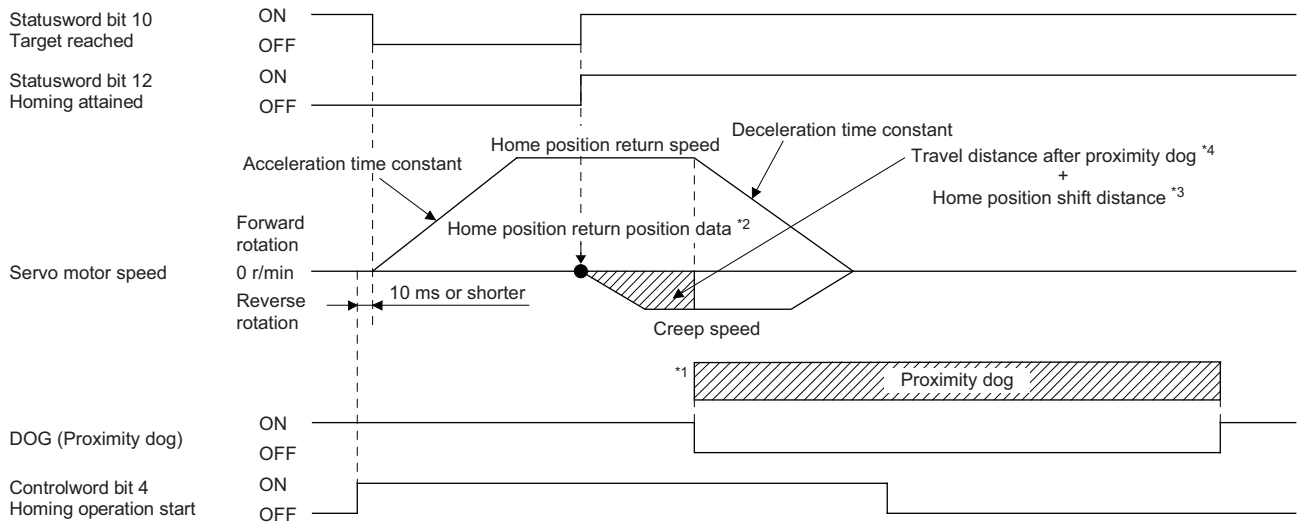 Statusword bit 10
Target reached
ON
OFF
Statusword bit 12
Homing attained
ON
OFF
Acceleration time constant
Home position return speed
Deceleration time constant
Travel distance after proximity dog *4
+
Home position shift distance *3
Home position return position data *2
Servo motor speed
Forward
rotation
0 r/min
Reverse
rotation
10 ms or shorter
Creep speed
*1
Proximity dog
DOG (Proximity dog)
ON
OFF
Controlword bit 4
Homing operation start
ON
OFF